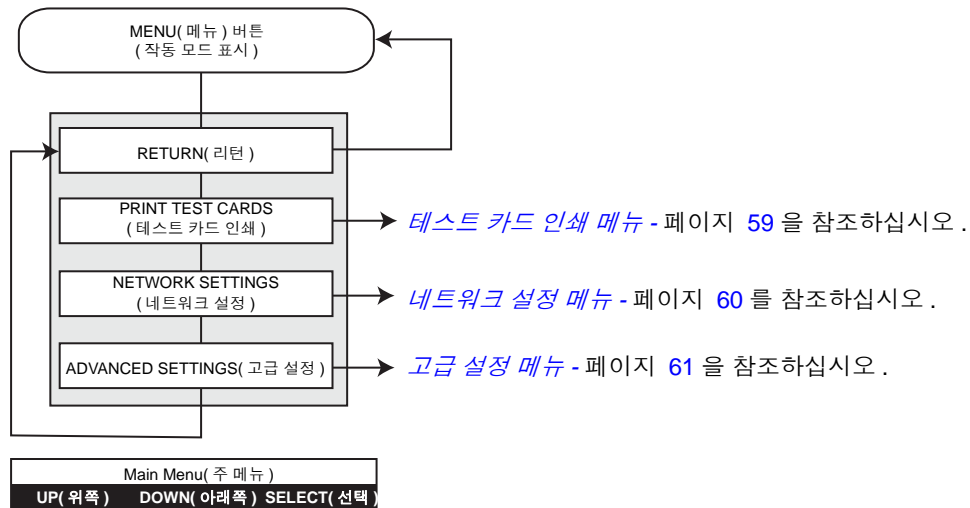 MENU( 메뉴 ) 버튼
( 작동 모드 표시 )
RETURN( 리턴 )
PRINT TEST CARDS
( 테스트 카드 인쇄 )
테스트 카드 인쇄 메뉴 - 페이지 59 을 참조하십시오 .
NETWORK SETTINGS
( 네트워크 설정 )
네트워크 설정 메뉴 - 페이지 60 를 참조하십시오 .
ADVANCED SETTINGS( 고급 설정 )
고급 설정 메뉴 - 페이지 61 을 참조하십시오 .
Main Menu( 주 메뉴 )
UP( 위쪽 ) DOWN( 아래쪽 ) SELECT( 선택 )